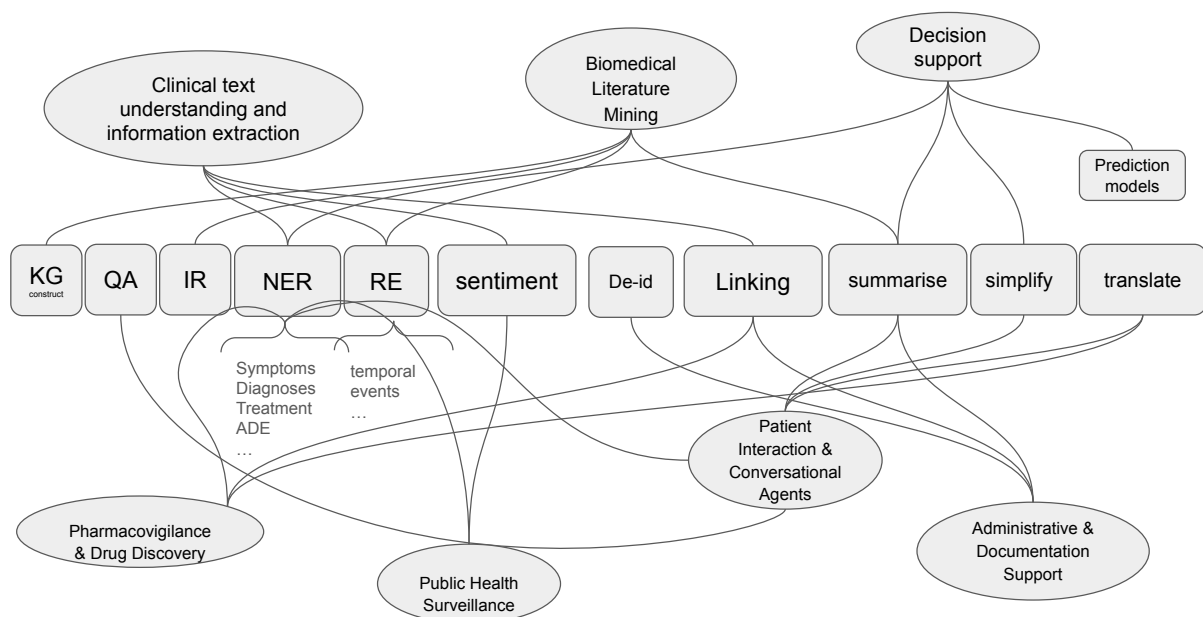 Clinical text
understanding and
information extraction
Biomedical
Literature
Mining
Decision
support
Prediction
models
KG
construct
QA
IR
NER
RE
sentiment
De-id
Linking
summarise
simplify
translate
Symptoms
Diagnoses
Treatment
ADE
…
temporal
events
…
Patient
Interaction &
Conversational
Agents
Pharmacovigilance
& Drug Discovery
Public Health
Surveillance
Administrative &
Documentation
Support